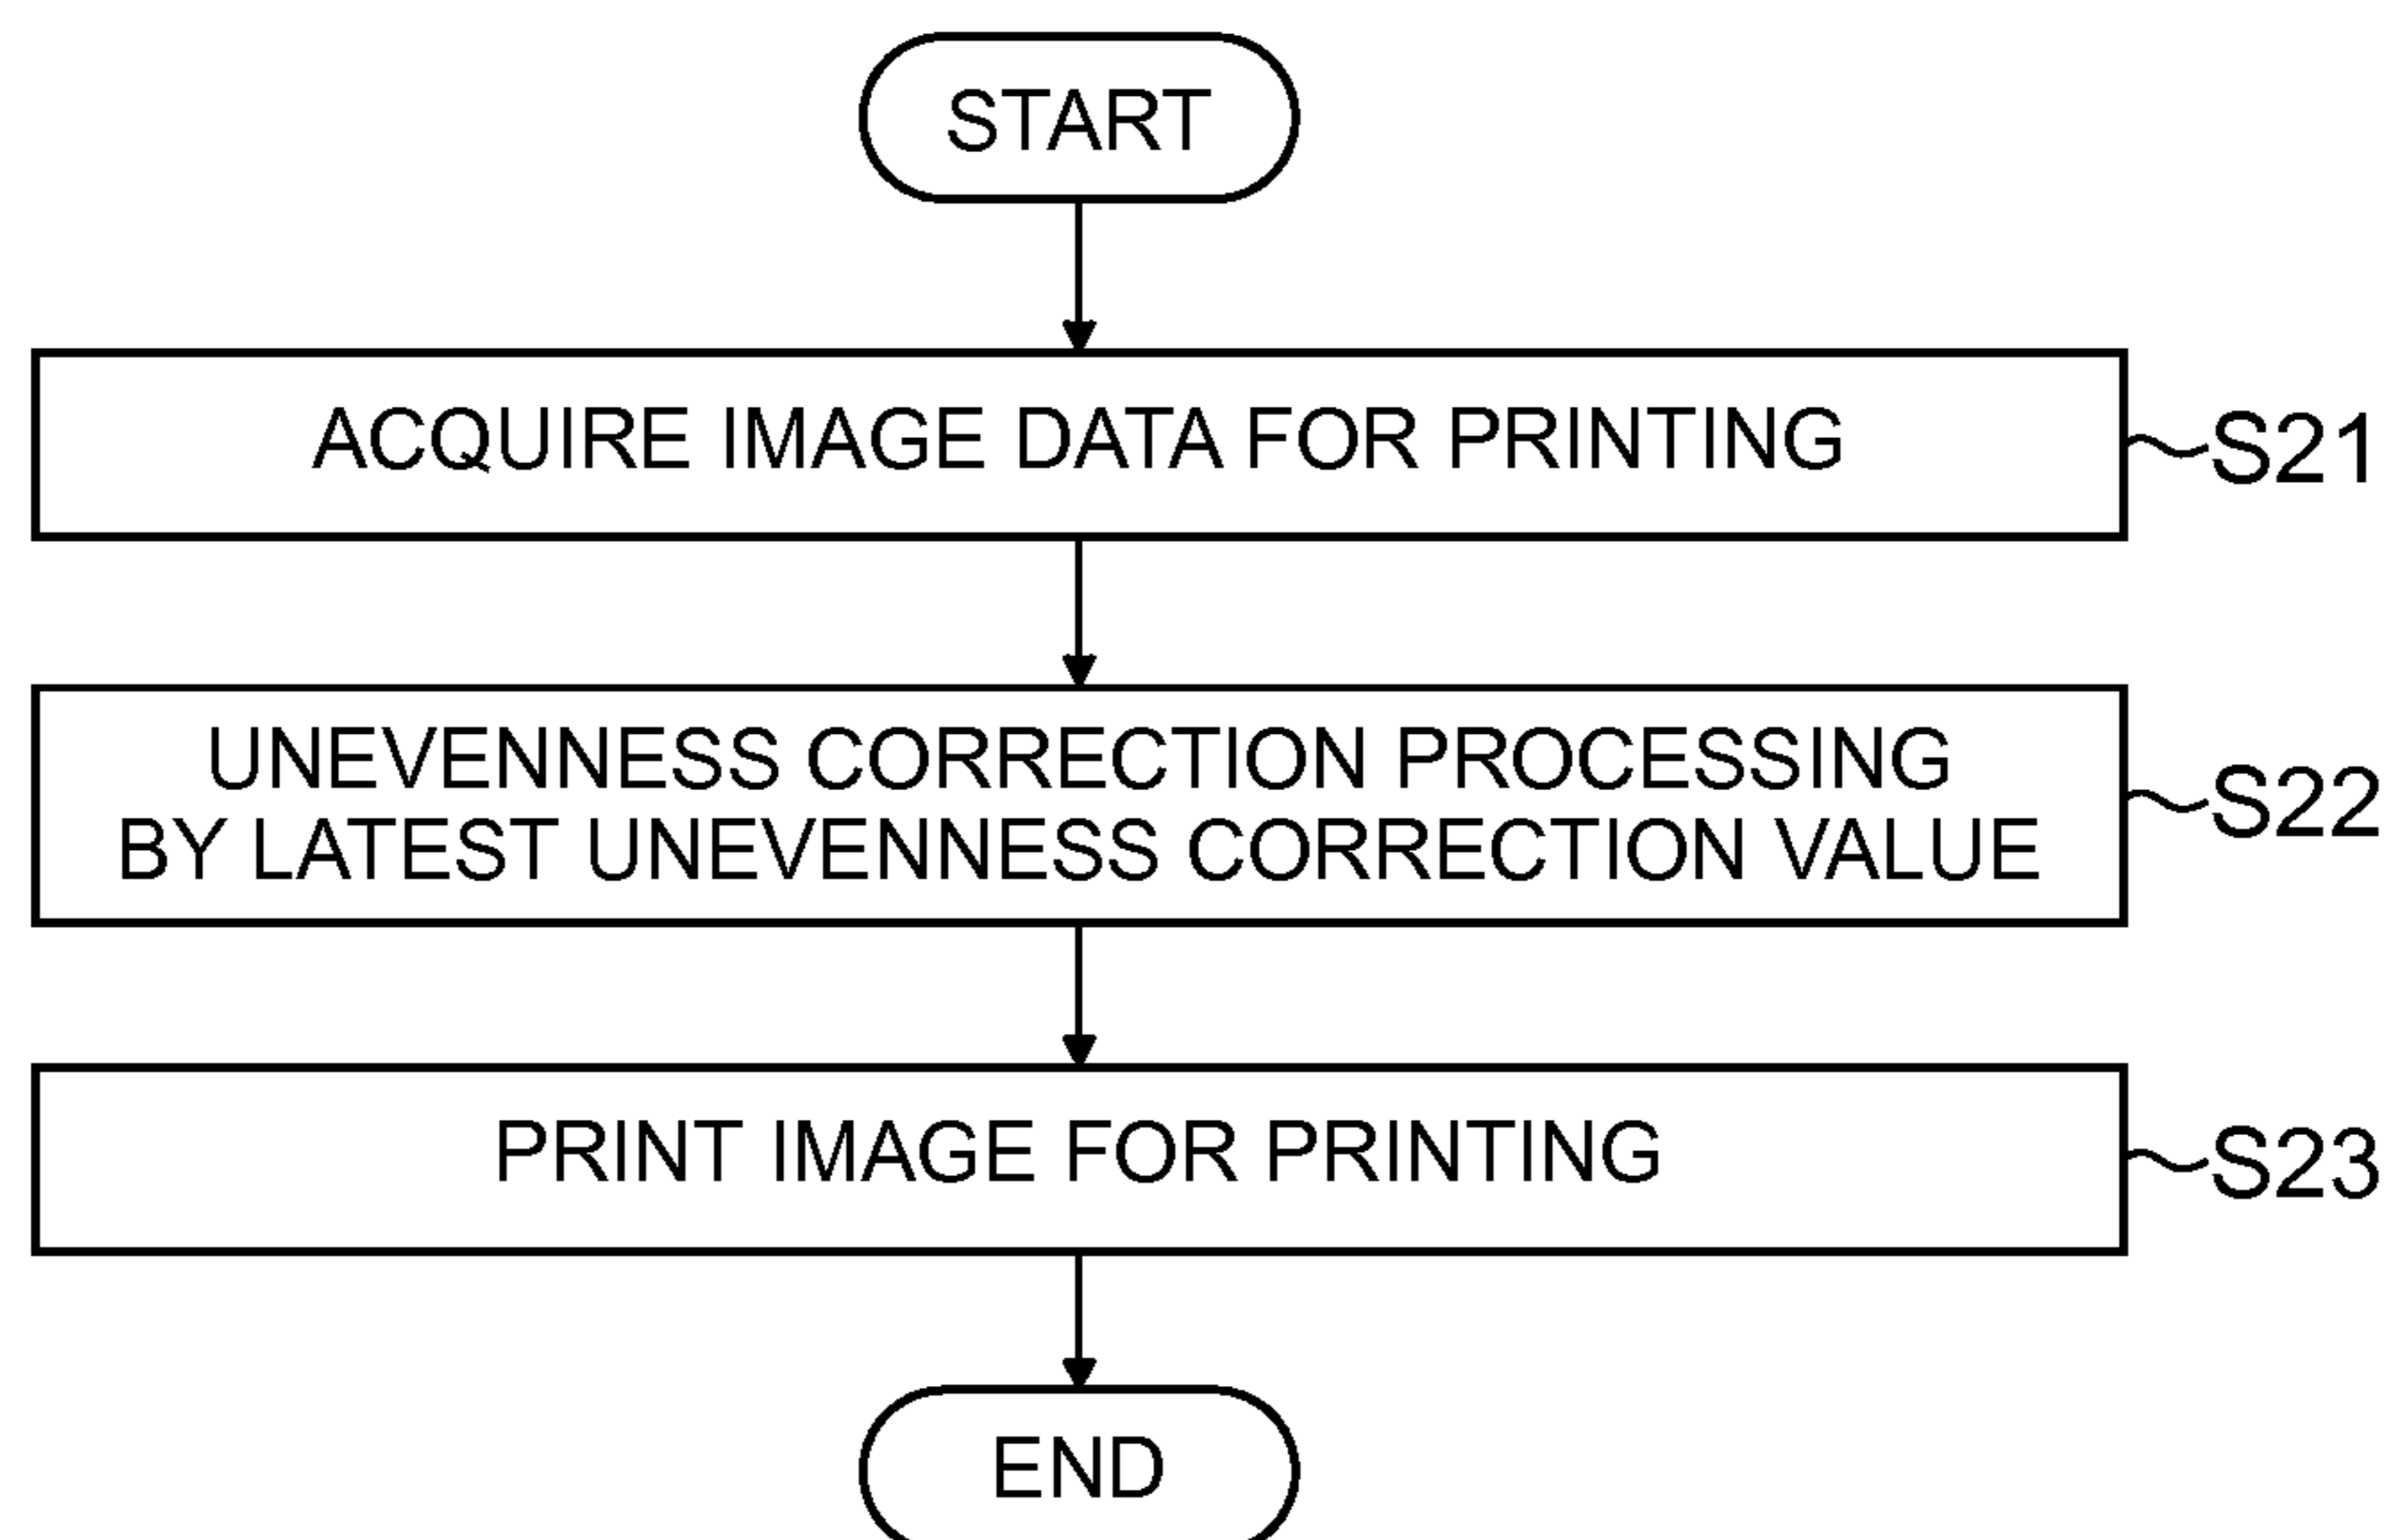 START
ACQUIRE IMAGE DATA FOR PRINTING
S21
UNEVENNESS CORRECTION PROCESSING
BY LATEST UNEVENNESS CORRECTION VALUE
S22
PRINT IMAGE FOR PRINTING
S23
END